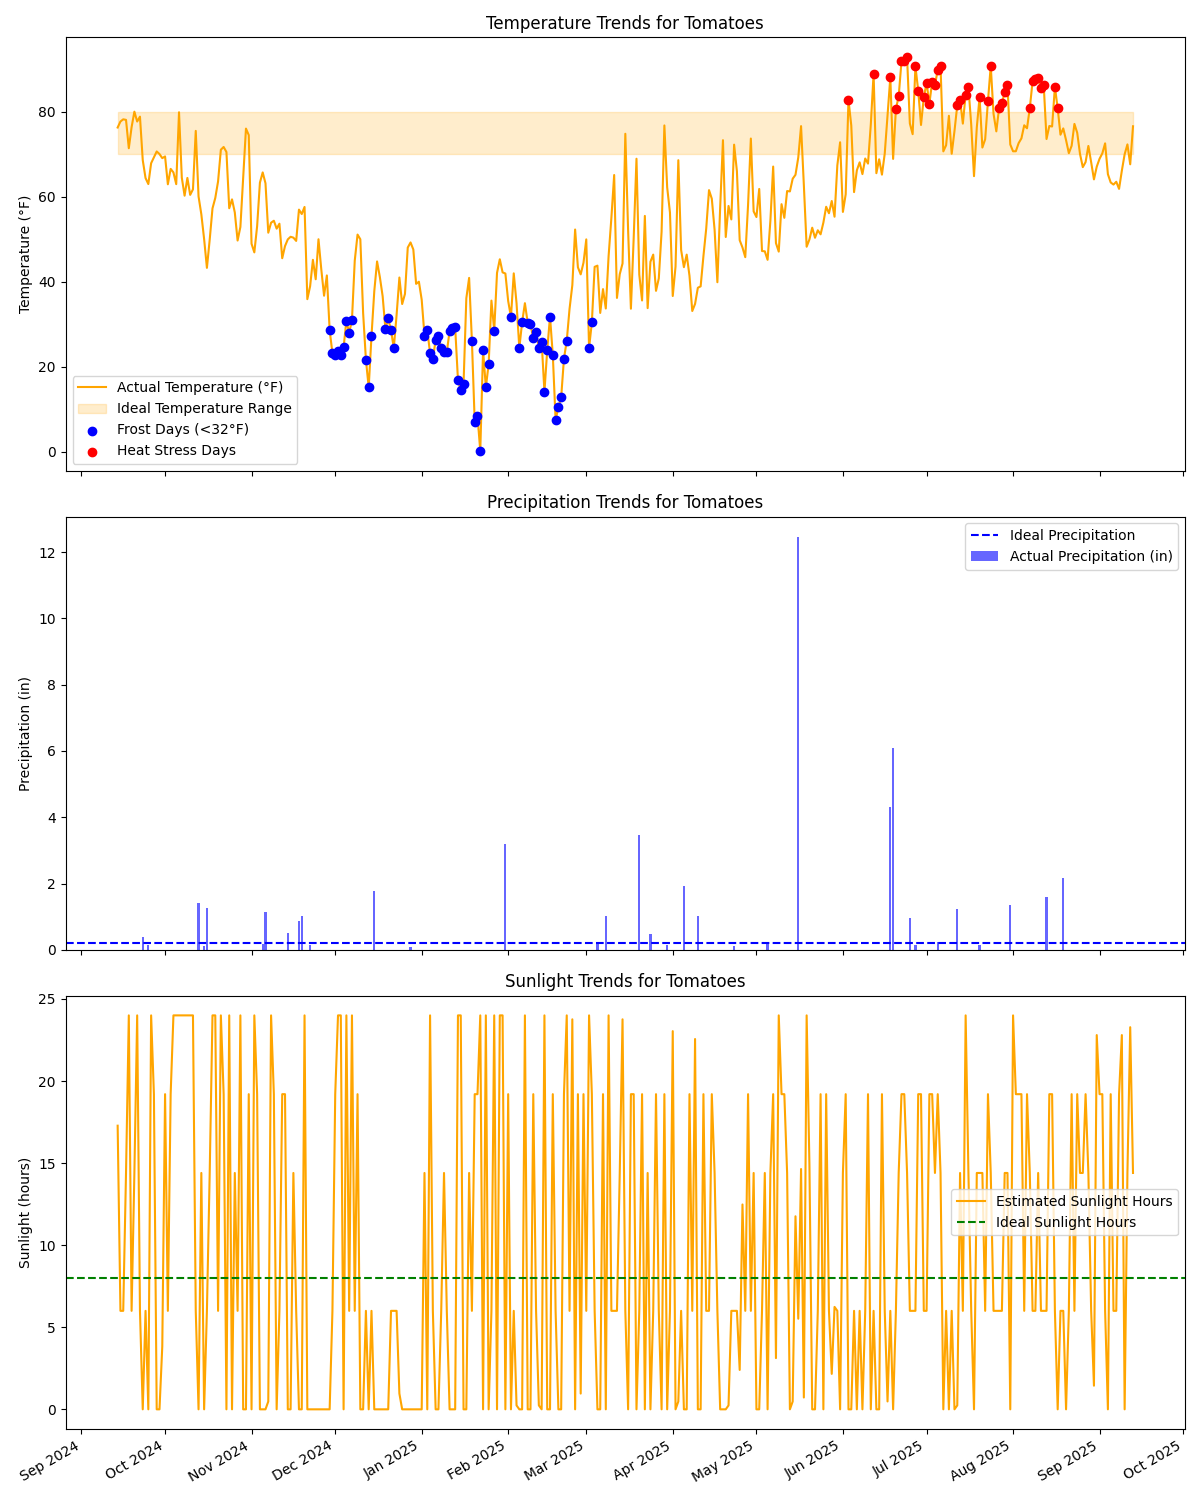 Temperature Trends for Tomatoes
Temperature (°F)
80
60
40
20
0
Actual Temperature (°F)
Ideal Temperature Range
Frost Days (<32°F)
Heat Stress Days
Precipitation Trends for Tomatoes
Precipitation (in)
12
10
8
6
4
2
0
Ideal Precipitation
Actual Precipitation (in)
Sunlight Trends for Tomatoes
Sunlight (hours)
25
20
15
10
5
0
Estimated Sunlight Hours
Ideal Sunlight Hours
Sep 2024
Oct 2024
Nov 2024
Dec 2024
Jan 2025
Feb 2025
Mar 2025
Apr 2025
May 2025
Jun 2025
Jul 2025
Aug 2025
Sep 2025
Oct 2025